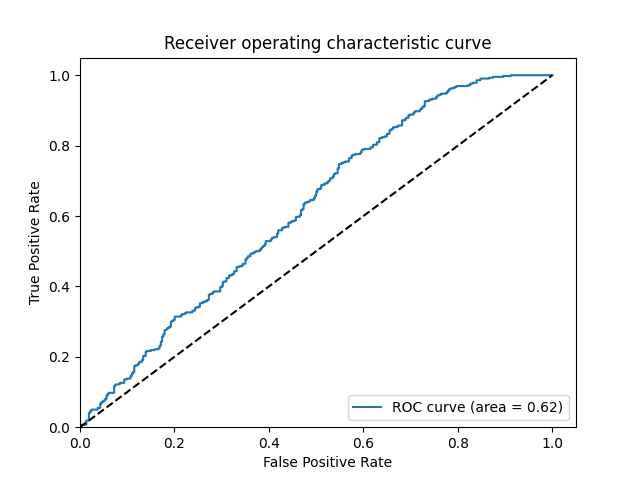 Receiver operating characteristic curve
True Positive Rate
1.0
0.8
0.6
0.4
0.2
0.0
ROC curve (area = 0.62)
0.0 0.2 0.4 0.6 0.8 1.0
False Positive Rate